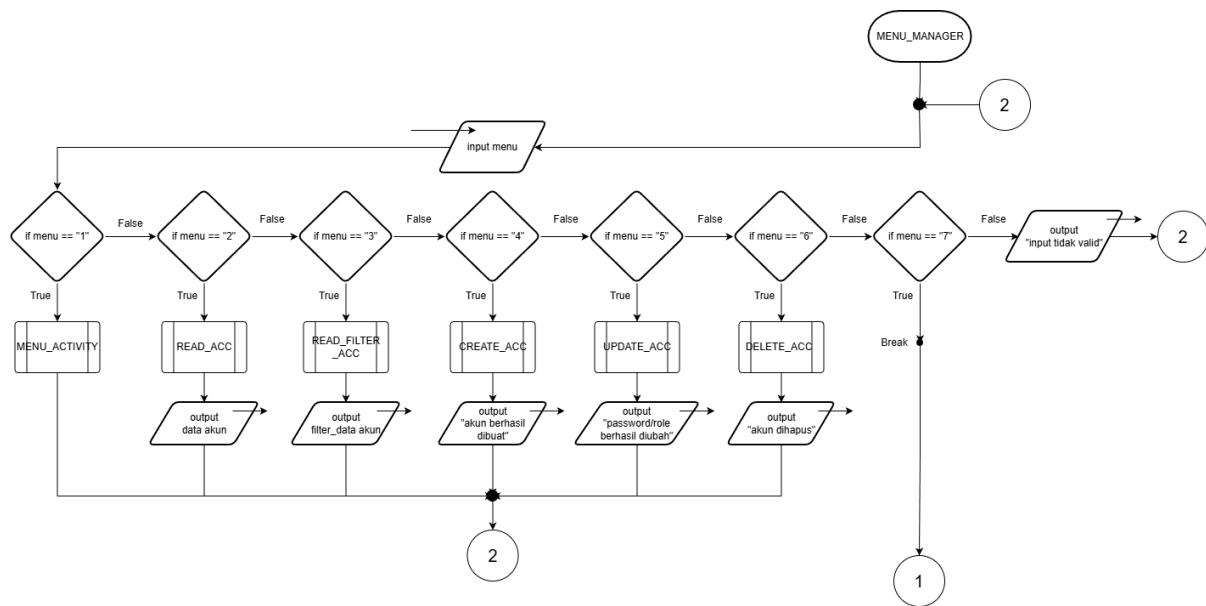 MENU_MANAGER
2
input menu
if menu == "1"
False
if menu == "2"
False
if menu == "3"
False
if menu == "4"
False
if menu == "5"
False
if menu == "6"
False
if menu == "7"
False
output
"input tidak valid"
2
True
True
True
True
True
True
True
MENU_ACTIVITY
READ_ACC
READ_FILTER
_ACC
CREATE_ACC
UPDATE_ACC
DELETE_ACC
Break
output
data akun
output
filter_data akun
output
"akun berhasil
dibuat"
output
"password/role
berhasil diubah"
output
"akun dihapus"
2
1